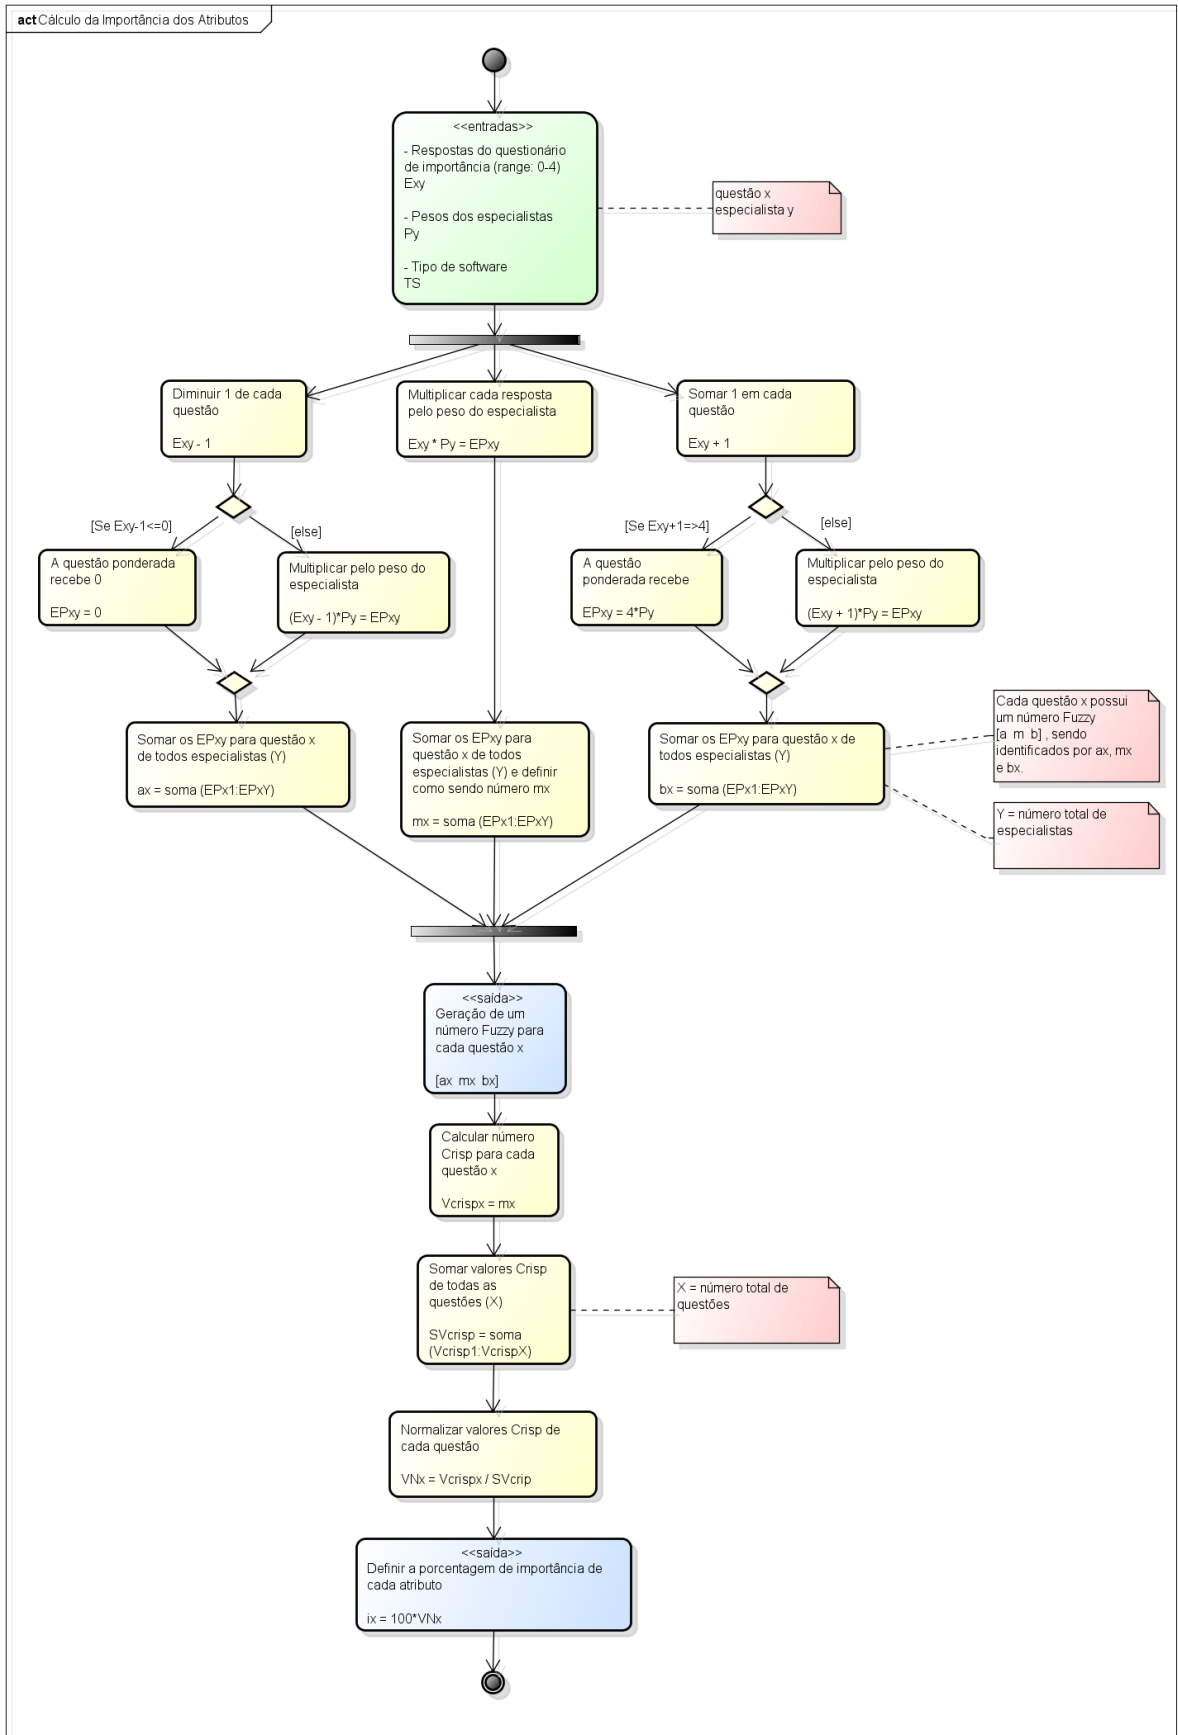 act Cálculo da Importância dos Atributos
<<entradas>>
- Respostas do questionário
de importância (range: 0-4)
Exy
- Pesos dos especialistas
Py
- Tipo de software
TS
questão x
especialista y
Diminuir 1 de cada
questão
Exy - 1
Multiplicar cada resposta
pelo peso do especialista
Exy * Py = EPxy
Somar 1 em cada
questão
Exy + 1
[Se Exy-1<=0]
[else]
[Se Exy+1=>4]
[else]
A questão ponderada
recebe 0
EPxy = 0
Multiplicar pelo peso do
especialista
(Exy - 1)*Py = EPxy
A questão
ponderada recebe
EPxy = 4*Py
Multiplicar pelo peso do
especialista
(Exy + 1)*Py = EPxy
Somar os EPxy para questão x
de todos especialistas (Y)
ax = soma (EPx1:EPxY)
Somar os EPxy para
questão x de todos
especialistas (Y) e definir
como sendo número mx
mx = soma (EPx1:EPxY)
Somar os EPxy para questão x de
todos especialistas (Y)
bx = soma (EPx1:EPxY)
Cada questão x possui
um número Fuzzy
[a m b] , sendo
identificados por ax, mx
e bx.
Y = número total de
especialistas
<<saída>>
Geração de um
número Fuzzy para
cada questão x
[ax mx bx]
Calcular número
Crisp para cada
questão x
Vcrispx = mx
Somar valores Crisp
de todas as
questões (X)
SVcrisp = soma
(Vcrisp1:VcrispX)
X = número total de
questões
Normalizar valores Crisp de
cada questão
VNx = Vcrispx / SVcrip
<<saída>>
Definir a porcentagem de importância de
cada atributo
ix = 100*VNx